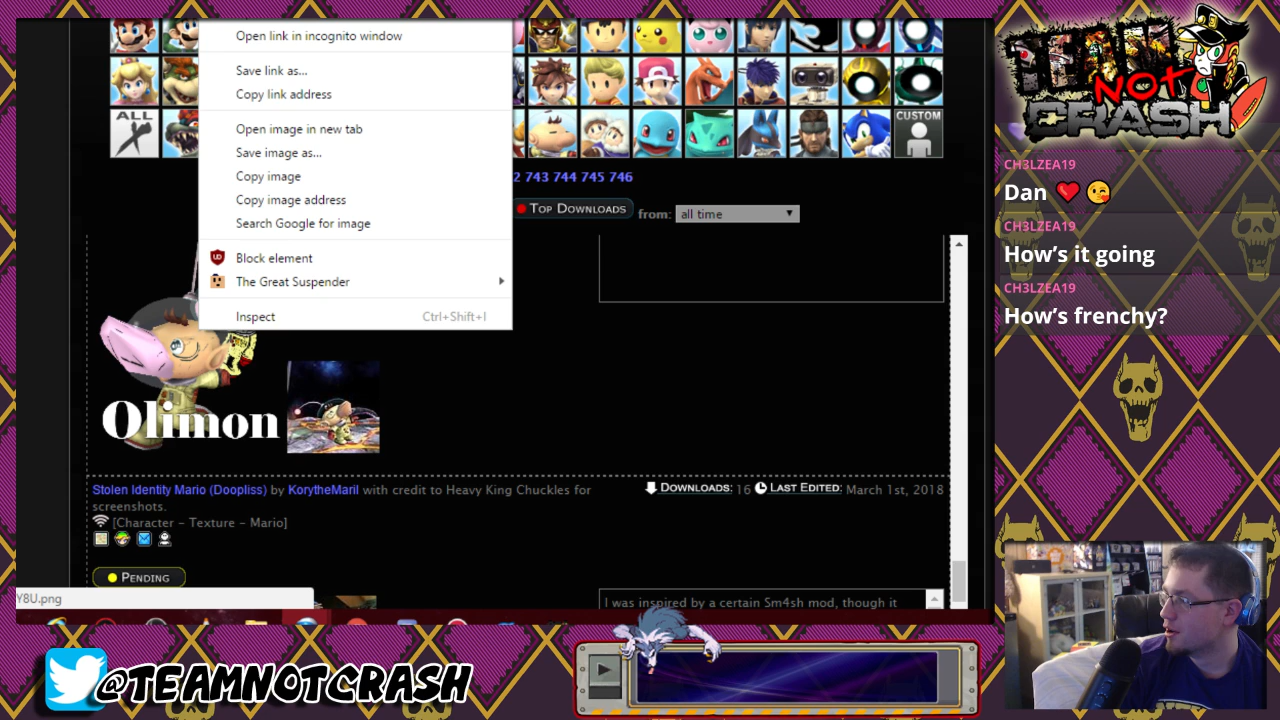 Open link in incognito window
Save link as...
Copy link address
Open image in new tab
Save image as...
Copy image
Copy image address
Search Google for image
Block element
The Great Suspender
Inspect Ctrl+Shift+I
ALL
X
CUSTOM
2 743 744 745 746
TOP DOWNLOADS from: all time
Olimon
Stolen Identity Mario (Doopliss) by KorytheMaril with credit to Heavy King Chuckles for
screenshots.
[Character - Texture - Mario]
DOWNLOADS: 16 LAST EDITED: March 1st, 2018
PENDING
I was inspired by a certain Sm4sh mod, though it
Y8U.png
@TEAMNOTCRASH
TEAM
NOT
CRASH
CH3LZEA19
Dan ❤️ 😘
CH3LZEA19
How's it going
CH3LZEA19
How's frenchy?